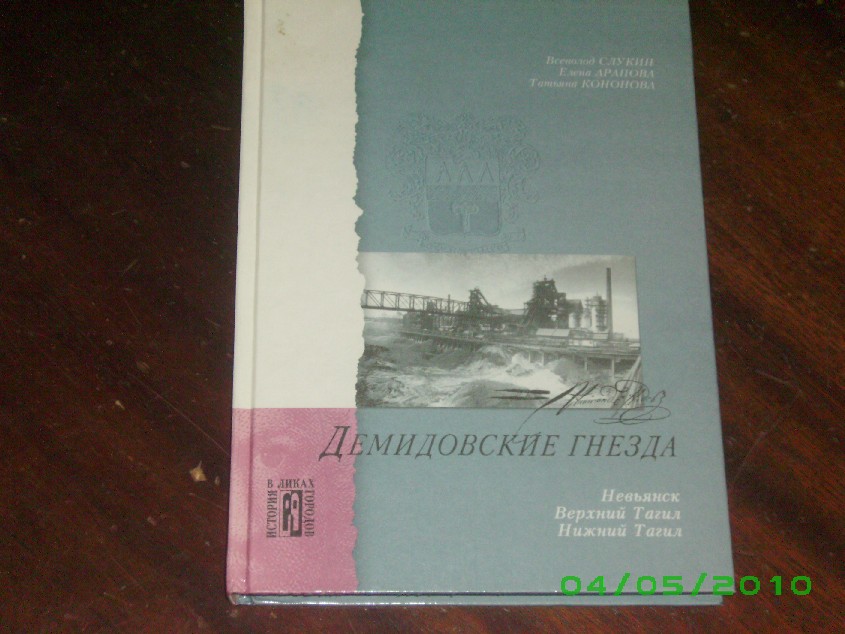 Всеволод СЛУКИН
Елена АРАПОВА
Татьяна КОНОНОВА
ДЕМИДОВСКИЕ ГНЕЗДА
ИСТОРИЯ
В ЛИКАХ
ГОРОДОВ
Невьянск
Верхний Тагил
Нижний Тагил
04/05/2010